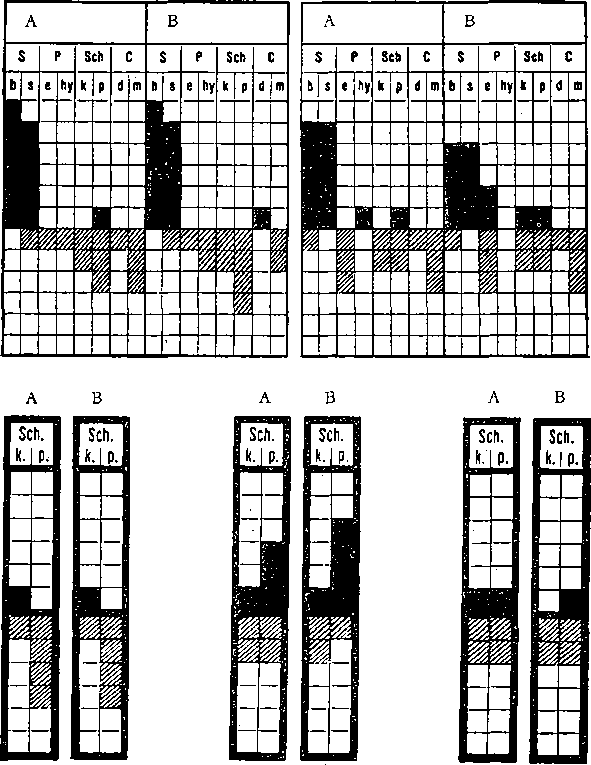 A B A B
S P Sch C S P Sch C S P Sch C S P Sch C
b s e hy k p d m b s e hy k p d m b s e hy k p d m b s e hy k p d m
A B A B A B
Sch. Sch. Sch. Sch. Sch. Sch.
k. p. k. p. k. p. k. p. k. p. k. p.